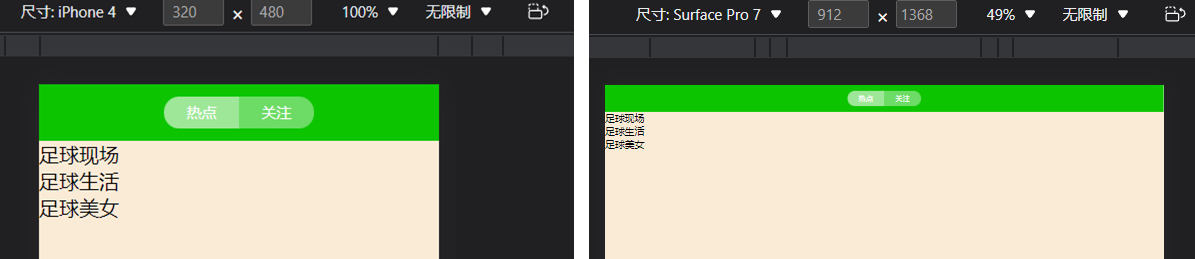 尺寸: iPhone 4 ▼ 320 × 480 100% ▼ 无限制 ▼
热点 关注
足球现场
足球生活
足球美女
尺寸: Surface Pro 7 ▼ 912 × 1368 49% ▼ 无限制 ▼
热点 关注
足球现场
足球生活
足球美女